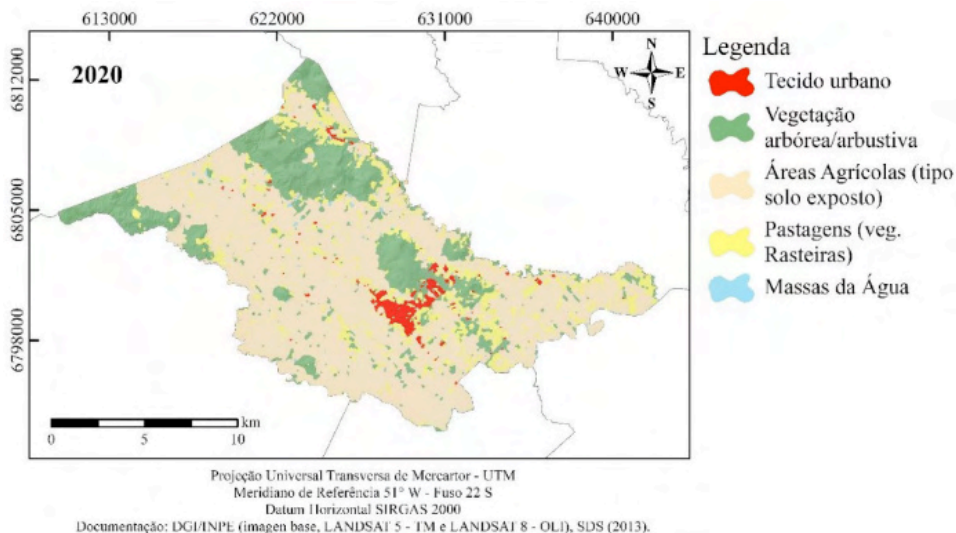 613000 622000 631000 640000
6812000
6805000
6798000
2020
N
W E
S
0 5 10 km
Legenda
Tecido urbano
Vegetação
arbórea/arbustiva
Áreas Agrícolas (tipo
solo exposto)
Pastagens (veg.
Rasteiras)
Massas da Água
Projeção Universal Transversa de Mercartor - UTM
Meridiano de Referência 51° W - Fuso 22 S
Datum Horizontal SIRGAS 2000
Documentação: DGI/INPE (imagen base, LANDSAT 5 - TM e LANDSAT 8 - OLI), SDS (2013).